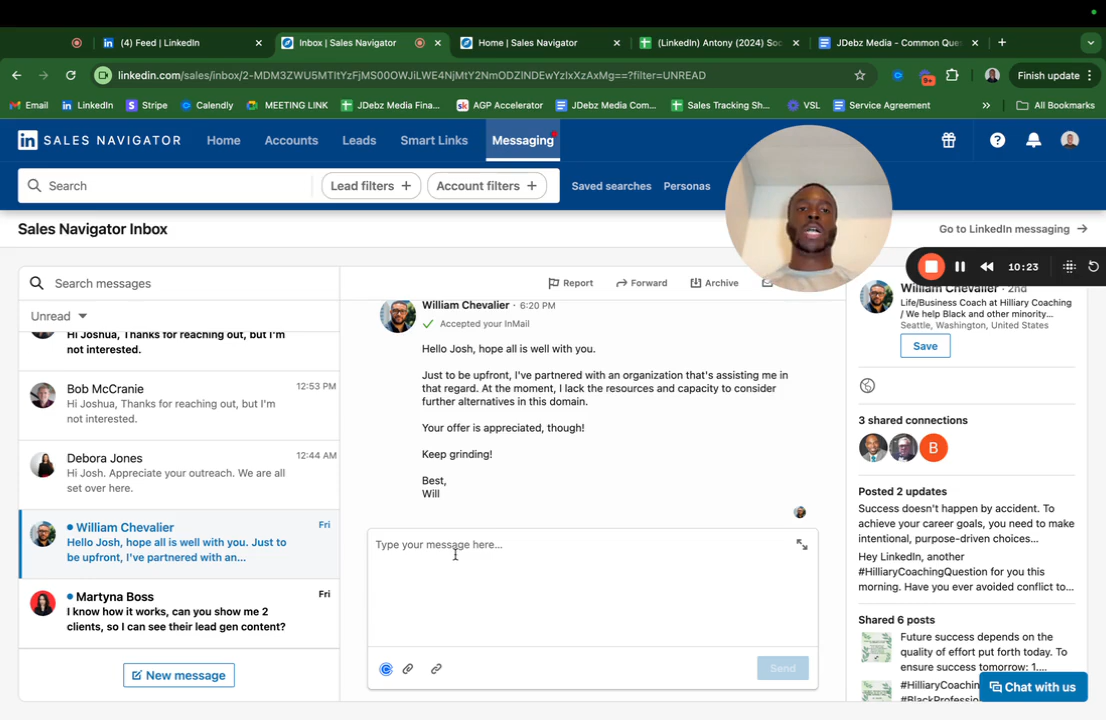 (4) Feed | LinkedIn
Inbox | Sales Navigator
Home | Sales Navigator
(LinkedIn) Antony (2024) Soc
JDebz Media - Common Que
linkedin.com/sales/inbox/2-MDM3ZWU5MTItYzFjMS00OWJiLWE4NjMtY2NmODZlNDEwYzIxXzAxMg==?filter=UNREAD
9+
Finish update
Email
LinkedIn
Stripe
Calendly
MEETING LINK
JDebz Media Fina...
AGP Accelerator
JDebz Media Com...
Sales Tracking Sh...
VSL
Service Agreement
All Bookmarks
in SALES NAVIGATOR
Home
Accounts
Leads
Smart Links
Messaging
Search
Lead filters +
Account filters +
Saved searches
Personas
Sales Navigator Inbox
Go to LinkedIn messaging
10:23
Search messages
Unread
Hi Joshua, Thanks for reaching out, but I'm
not interested.
Bob McCranie
12:53 PM
Hi Joshua, Thanks for reaching out, but I'm
not interested.
Debora Jones
12:44 AM
Hi Josh. Appreciate your outreach. We are all
set over here.
William Chevalier
Fri
Hello Josh, hope all is well with you. Just to
be upfront, I've partnered with an...
Martyna Boss
Fri
I know how it works, can you show me 2
clients, so I can see their lead gen content?
New message
Report
Forward
Archive
William Chevalier • 6:20 PM
Accepted your InMail
Hello Josh, hope all is well with you.
Just to be upfront, I've partnered with an organization that's assisting me in
that regard. At the moment, I lack the resources and capacity to consider
further alternatives in this domain.
Your offer is appreciated, though!
Keep grinding!
Best,
Will
Type your message here...
Send
William Chevalier • 2nd
Life/Business Coach at Hilliary Coaching
/ We help Black and other minority...
Seattle, Washington, United States
Save
3 shared connections
B
Posted 2 updates
Success doesn't happen by accident. To
achieve your career goals, you need to make
intentional, purpose-driven choices...
Hey LinkedIn, another
#HilliaryCoachingQuestion for you this
morning. Have you ever avoided conflict to...
Shared 6 posts
Future success depends on the
quality of effort put forth today. To
ensure success tomorrow: 1....
#HilliaryCoachin
#BlackProfession
Chat with us